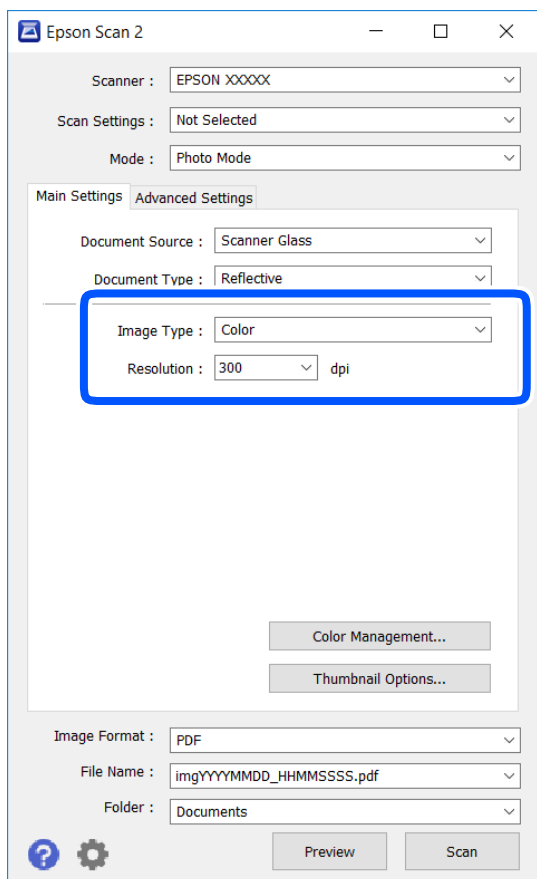 Epson Scan 2
Scanner : EPSON XXXXX
Scan Settings : Not Selected
Mode : Photo Mode
Main Settings Advanced Settings
Document Source : Scanner Glass
Document Type : Reflective
Image Type : Color
Resolution : 300 dpi
Color Management...
Thumbnail Options...
Image Format : PDF
File Name : imgYYYYMMDD_HHMMSSSS.pdf
Folder : Documents
? Preview Scan